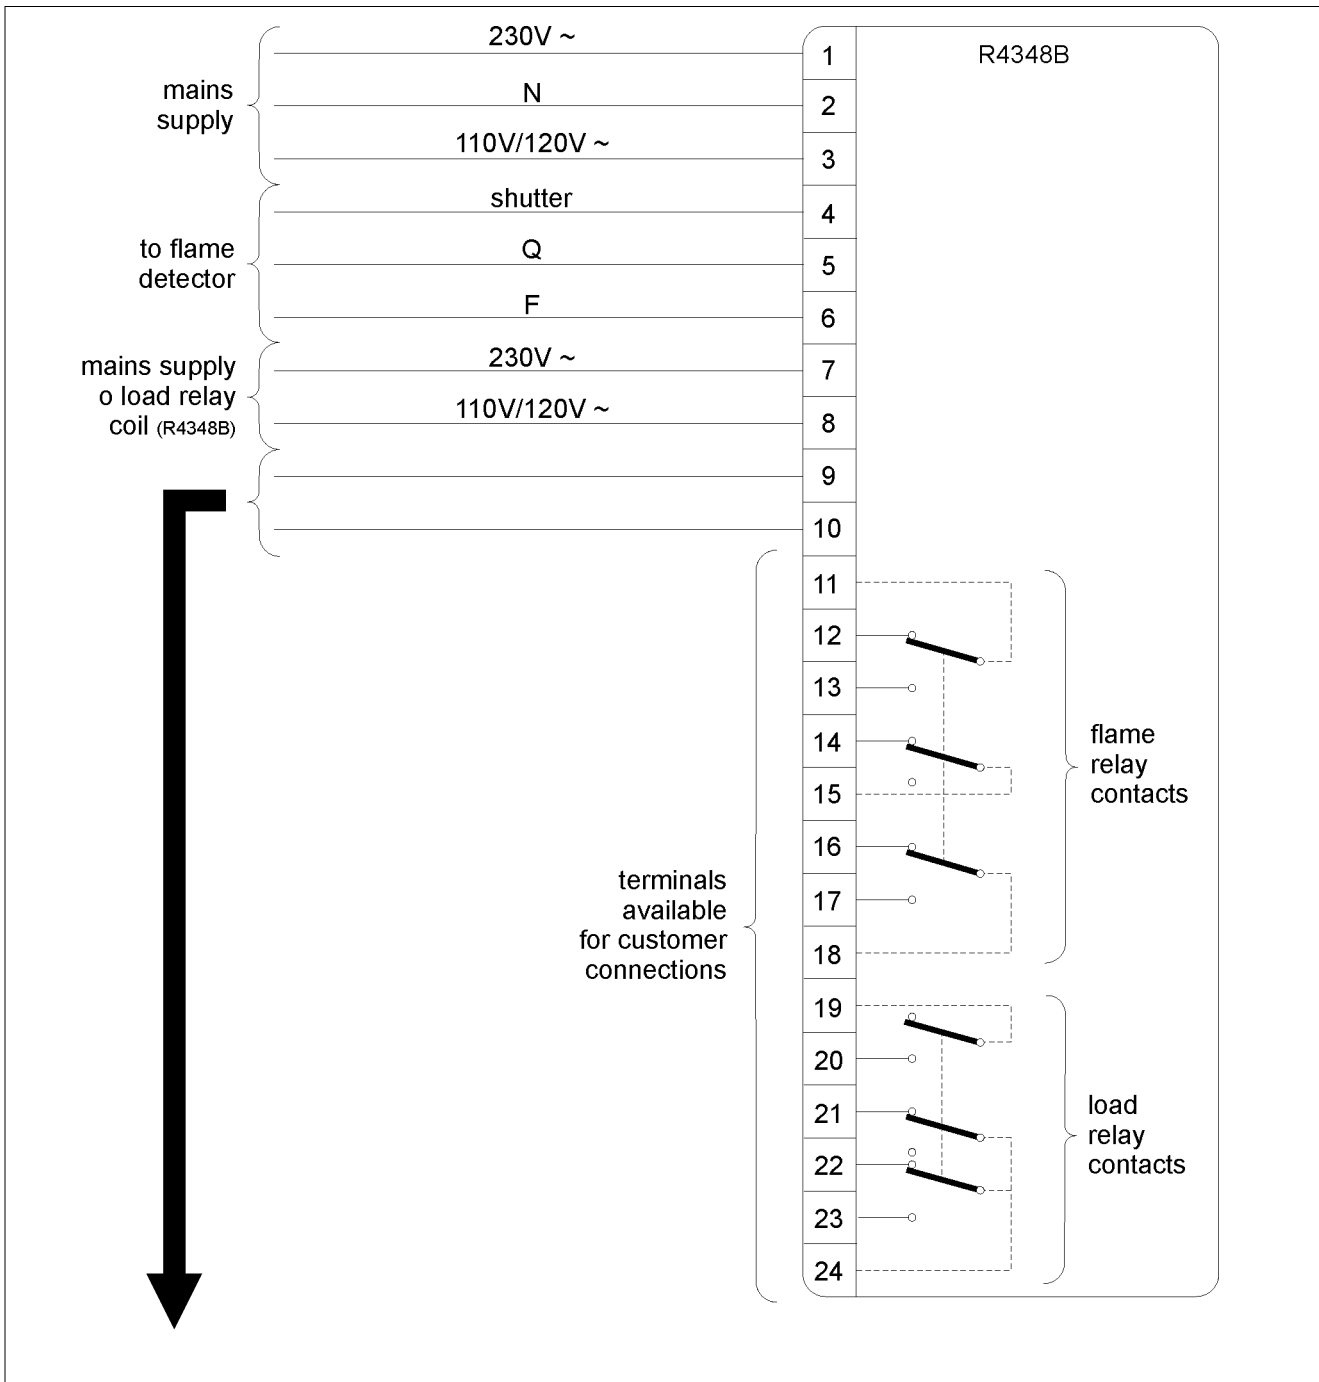 230V ~
1
R4348B
mains
supply
N
2
110V/120V ~
3
shutter
4
to flame
detector
Q
5
F
6
mains supply
o load relay
coil (R4348B)
230V ~
7
110V/120V ~
8
9
10
11
12
13
14
15
16
17
18
19
20
21
22
23
24
flame
relay
contacts
terminals
available
for customer
connections
load
relay
contacts